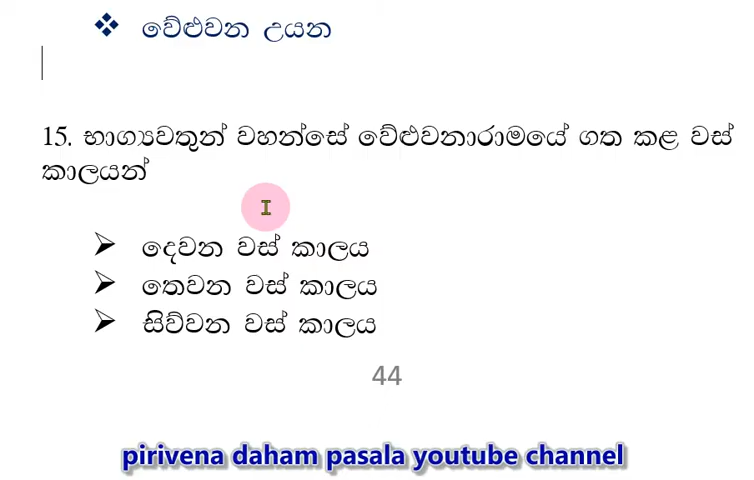 ❖ වේළුවන උයන
15. භාග්‍යවතුන් වහන්සේ වේළුවනාරාමයේ ගත කළ වස්
කාලයන්
➤ දෙවන වස් කාලය
➤ තෙවන වස් කාලය
➤ සිව්වන වස් කාලය
44
pirivena daham pasala youtube channel